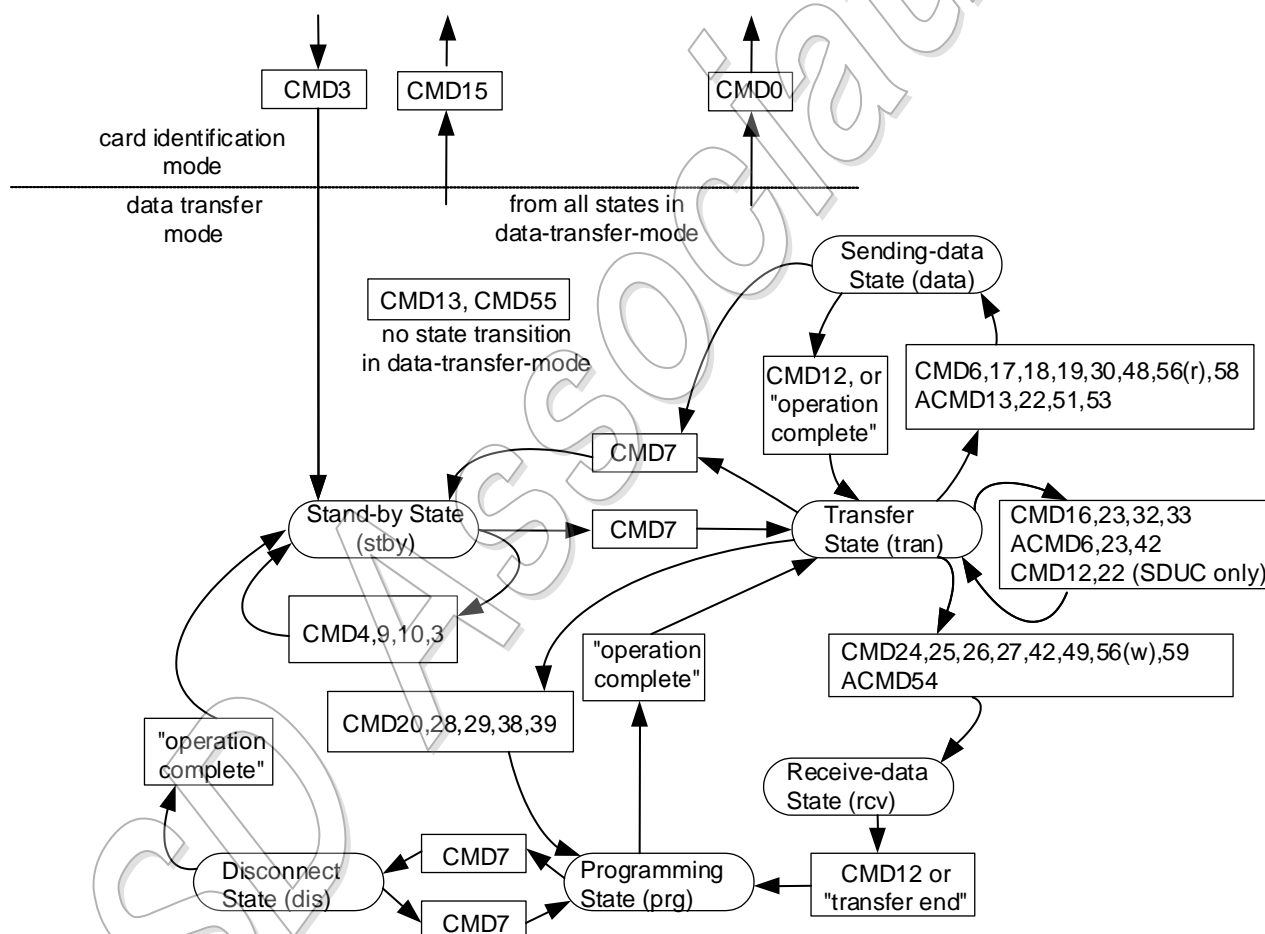 CMD3
CMD15
CMD0
card identification
mode
data transfer
mode
from all states in
data-transfer-mode
Sending-data
State (data)
CMD13, CMD55
no state transition
in data-transfer-mode
CMD12, or
"operation
complete"
CMD6,17,18,19,30,48,56(r),58
ACMD13,22,51,53
CMD7
Stand-by State
(stby)
CMD7
Transfer
State (tran)
CMD16,23,32,33
ACMD6,23,42
CMD12,22 (SDUC only)
CMD4,9,10,3
"operation
complete"
CMD24,25,26,27,42,49,56(w),59
ACMD54
CMD20,28,29,38,39
"operation
complete"
Receive-data
State (rcv)
CMD7
Disconnect
State (dis)
Programming
State (prg)
CMD12 or
"transfer end"
CMD7
SD Associat